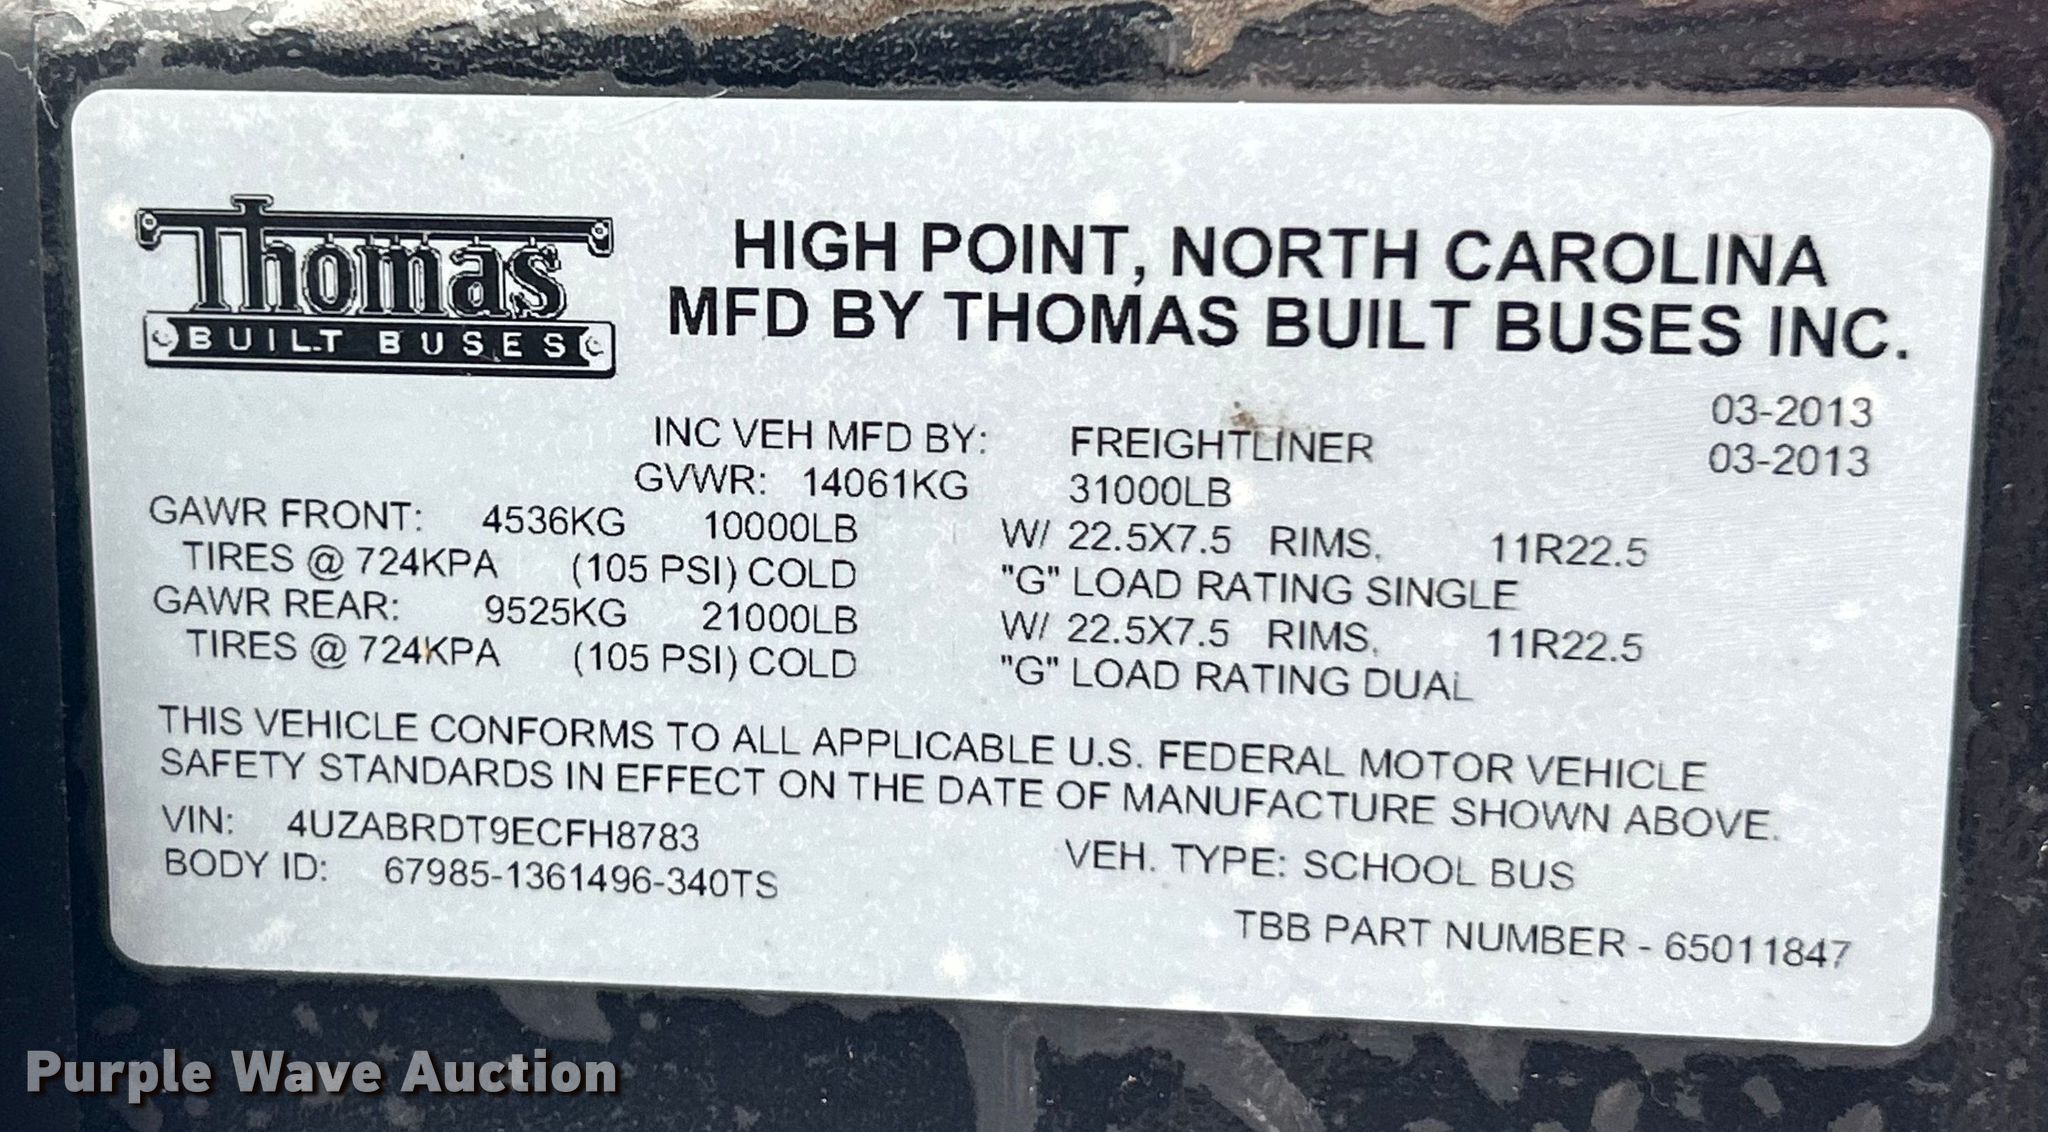 Thomas
BUILT BUSES
HIGH POINT, NORTH CAROLINA
MFD BY THOMAS BUILT BUSES INC.
03-2013
INC VEH MFD BY: FREIGHTLINER 03-2013
GVWR: 14061KG 31000LB
GAWR FRONT: 4536KG 10000LB W/ 22.5X7.5 RIMS, 11R22.5
TIRES @ 724KPA (105 PSI) COLD "G" LOAD RATING SINGLE
GAWR REAR: 9525KG 21000LB W/ 22.5X7.5 RIMS, 11R22.5
TIRES @ 724KPA (105 PSI) COLD "G" LOAD RATING DUAL
THIS VEHICLE CONFORMS TO ALL APPLICABLE U.S. FEDERAL MOTOR VEHICLE
SAFETY STANDARDS IN EFFECT ON THE DATE OF MANUFACTURE SHOWN ABOVE.
VIN: 4UZABRDT9ECFH8783
BODY ID: 67985-1361496-340TS VEH. TYPE: SCHOOL BUS
TBB PART NUMBER - 65011847
Purple Wave Auction